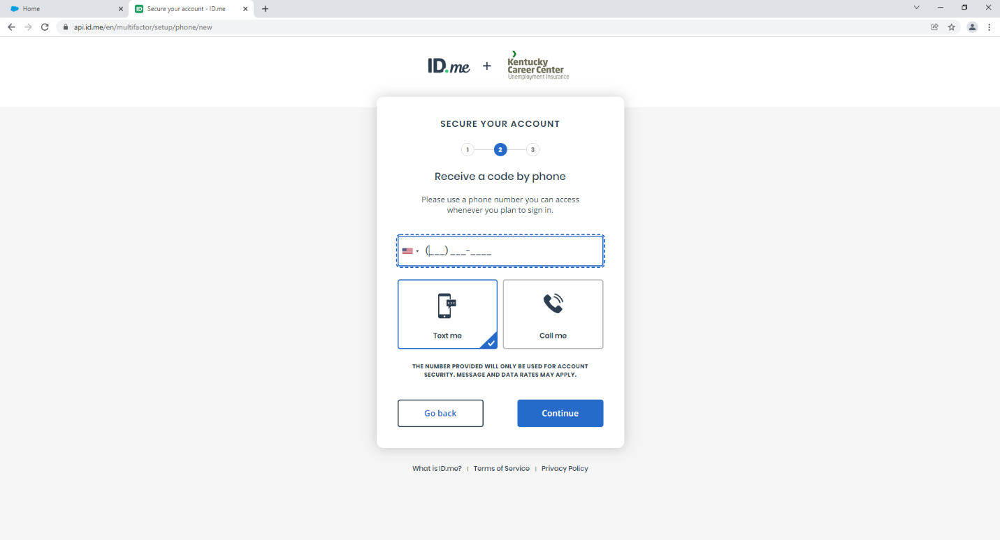 Home
ID
Secure your account - ID.me
api.id.me/en/multifactor/setup/phone/new
ID.me
+
Kentucky
Career Center
Unemployment Insurance
SECURE YOUR ACCOUNT
1 2 3
Receive a code by phone
Please use a phone number you can access
whenever you plan to sign in.
(___) ___-____
Text me
Call me
THE NUMBER PROVIDED WILL ONLY BE USED FOR ACCOUNT
SECURITY. MESSAGE AND DATA RATES MAY APPLY.
Go back
Continue
What is ID.me? | Terms of Service | Privacy Policy